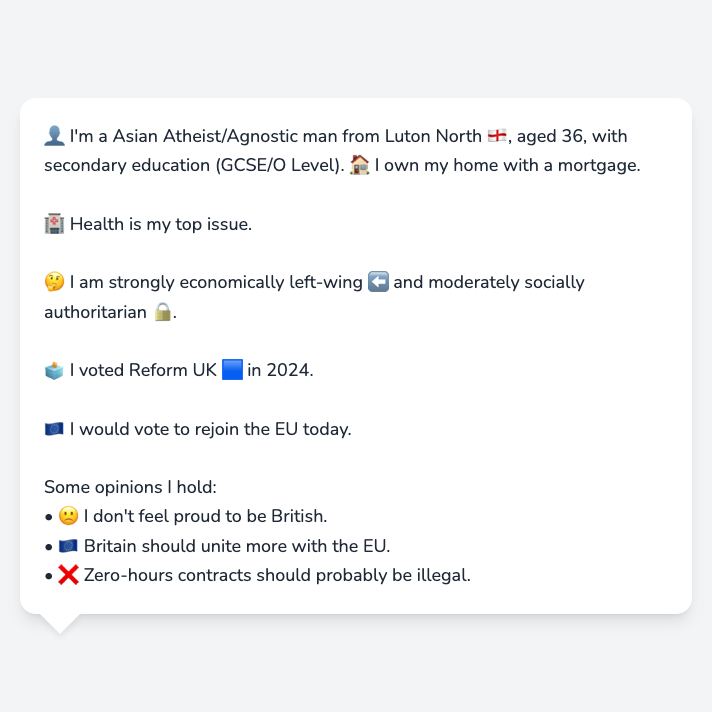 👤 I'm a Asian Atheist/Agnostic man from Luton North 🏴󠁧󠁢󠁥󠁮󠁧󠁿, aged 36, with
secondary education (GCSE/O Level). 🏠 I own my home with a mortgage.
🏥 Health is my top issue.
🤔 I am strongly economically left-wing ⬅️ and moderately socially
authoritarian 🔒.
🗳️ I voted Reform UK 🟦 in 2024.
🇪🇺 I would vote to rejoin the EU today.
Some opinions I hold:
• 🙁 I don't feel proud to be British.
• 🇪🇺 Britain should unite more with the EU.
• ❌ Zero-hours contracts should probably be illegal.